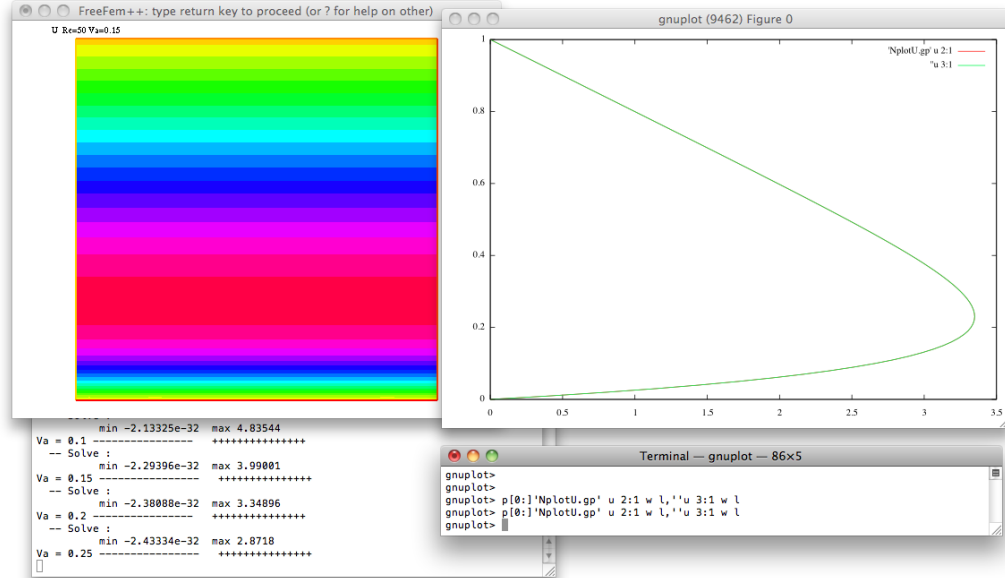 FreeFem++: type return key to proceed (or ? for help on other)
U Re=50 Va=0.15
gnuplot (9462) Figure 0
'NplotU.gp' u 2:1
''u 3:1
1
0.8
0.6
0.4
0.2
0
0 0.5 1 1.5 2 2.5 3 3.5
min -2.13325e-32 max 4.83544
Va = 0.1 ---------------- +++++++++++++++
-- Solve :
min -2.29396e-32 max 3.99001
Va = 0.15 ---------------- +++++++++++++++
-- Solve :
min -2.38088e-32 max 3.34896
Va = 0.2 ---------------- +++++++++++++++
-- Solve :
min -2.43334e-32 max 2.8718
Va = 0.25 ---------------- +++++++++++++++
Terminal — gnuplot — 86×5
gnuplot>
gnuplot>
gnuplot> p[0:]'NplotU.gp' u 2:1 w l,''u 3:1 w l
gnuplot> p[0:]'NplotU.gp' u 2:1 w l,''u 3:1 w l
gnuplot>